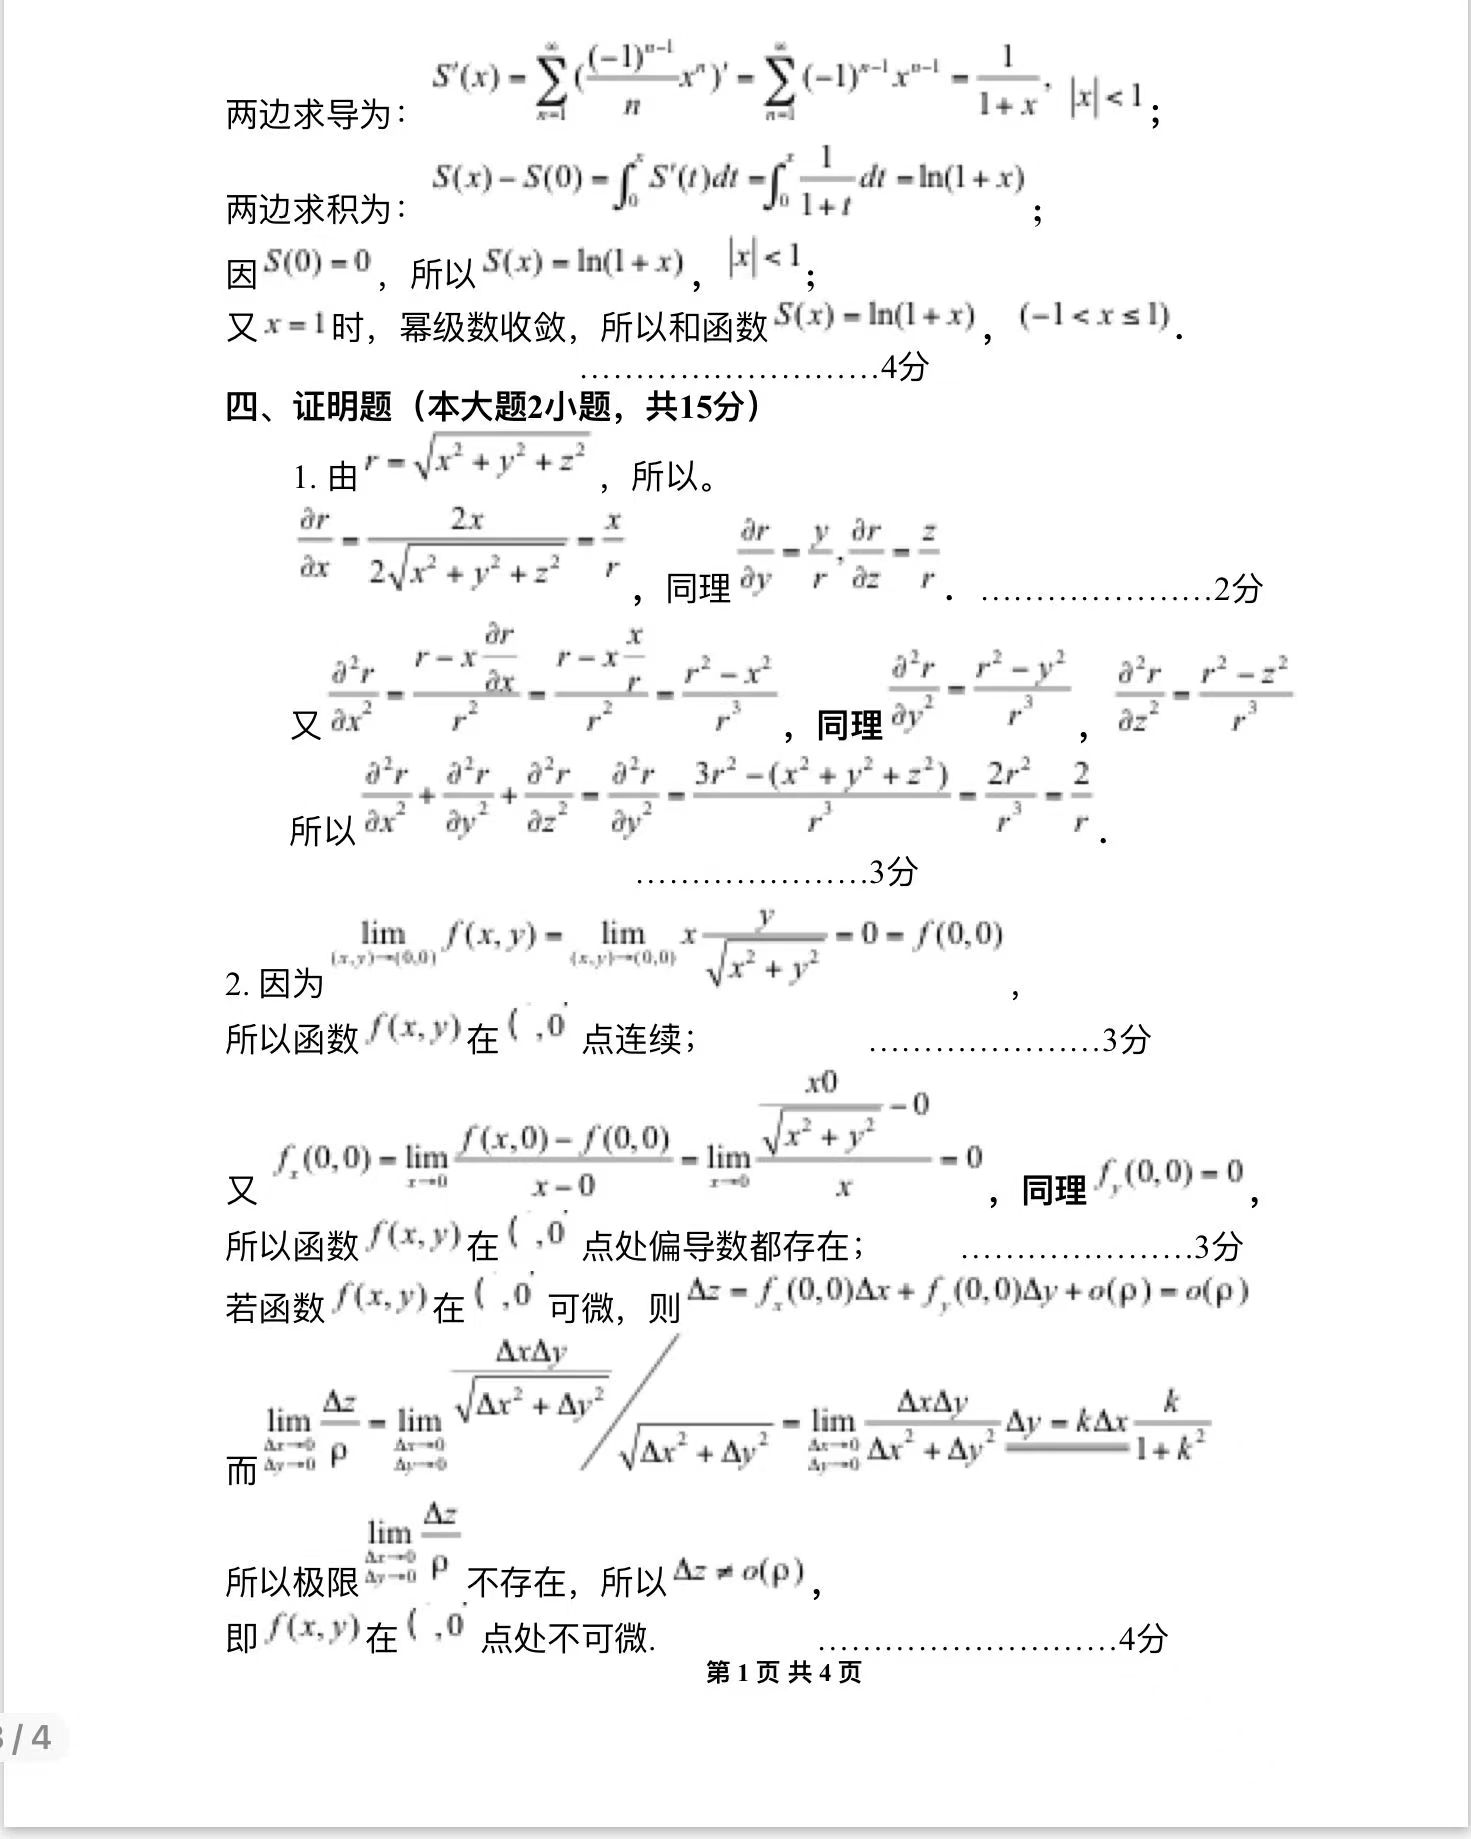 两边求导为： S′(x) = ∑_{n=1}^{∞} ((-1)^{n-1}/n x^n)′ = ∑_{n=1}^{∞} (-1)^{n-1} x^{n-1} = 1/(1+x), |x| < 1 ；
两边求积为： S(x) − S(0) = ∫_0^x S′(t)dt = ∫_0^x 1/(1+t) dt = ln(1+x) ；
因 S(0) = 0 ，所以 S(x) = ln(1+x) ， |x| < 1 ；
又 x = 1 时，幂级数收敛，所以和函数 S(x) = ln(1+x) ， (−1 < x ≤ 1) .
………………………4分
四、证明题（本大题2小题，共15分）
1. 由 r = √(x²+y²+z²) ，所以。
∂r/∂x = 2x/(2√(x²+y²+z²)) = x/r ，同理 ∂r/∂y = y/r, ∂r/∂z = z/r . …………………2分
又 ∂²r/∂x² = (r − x ∂r/∂x)/r² = (r − x x/r)/r² = (r² − x²)/r³ ，同理 ∂²r/∂y² = (r² − y²)/r³ ， ∂²r/∂z² = (r² − z²)/r³
所以 ∂²r/∂x² + ∂²r/∂y² + ∂²r/∂z² = ∂²r/∂y² = (3r² − (x² + y² + z²))/r³ = 2r²/r³ = 2/r .
…………………3分
2. 因为 lim_{(x,y)→(0,0)} f(x,y) = lim_{(x,y)→(0,0)} x y/√(x²+y²) = 0 = f(0,0) ，
所以函数 f(x,y) 在 ( ,0 点连续； …………………3分
又 f_x(0,0) = lim_{x→0} (f(x,0) − f(0,0))/(x−0) = lim_{x→0} (x0/√(x²+y²) − 0)/x = 0 ，同理 f_y(0,0) = 0 ，
所以函数 f(x,y) 在 ( ,0 点处偏导数都存在； …………………3分
若函数 f(x,y) 在 ( ,0 可微，则 Δz = f_x(0,0)Δx + f_y(0,0)Δy + o(ρ) = o(ρ)
而 lim_{Δx→0 Δy→0} Δz/ρ = lim_{Δx→0 Δy→0} ΔxΔy/√(Δx²+Δy²) / √(Δx²+Δy²) = lim_{Δx→0 Δy→0} ΔxΔy/(Δx²+Δy²) Δy = kΔx k/(1+k²)
所以极限 lim_{Δx→0 Δy→0} Δz/ρ 不存在，所以 Δz ≠ o(ρ) ，
即 f(x,y) 在 ( ,0 点处不可微. ………………………4分
第 1 页 共 4 页
3/4